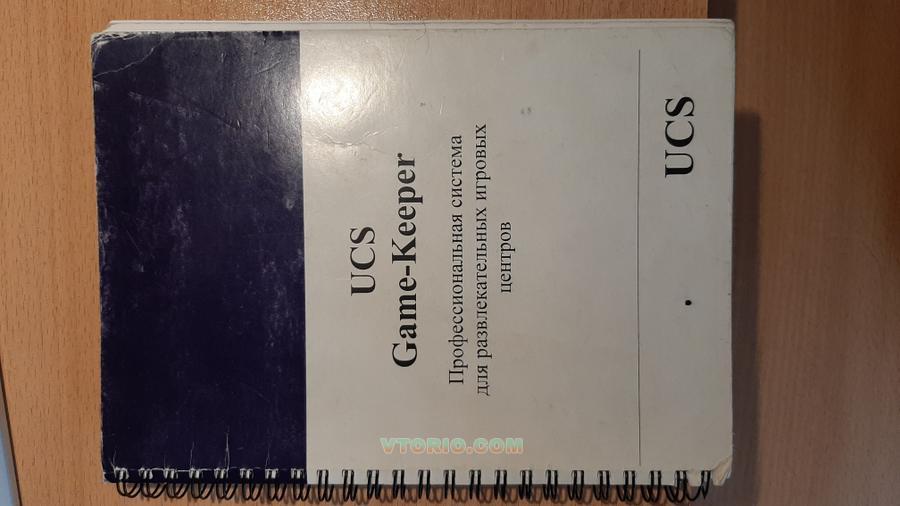 UCS
Game-Keeper
Профессиональная система
для развлекательных игровых
центров
UCS
VTORIO.COM